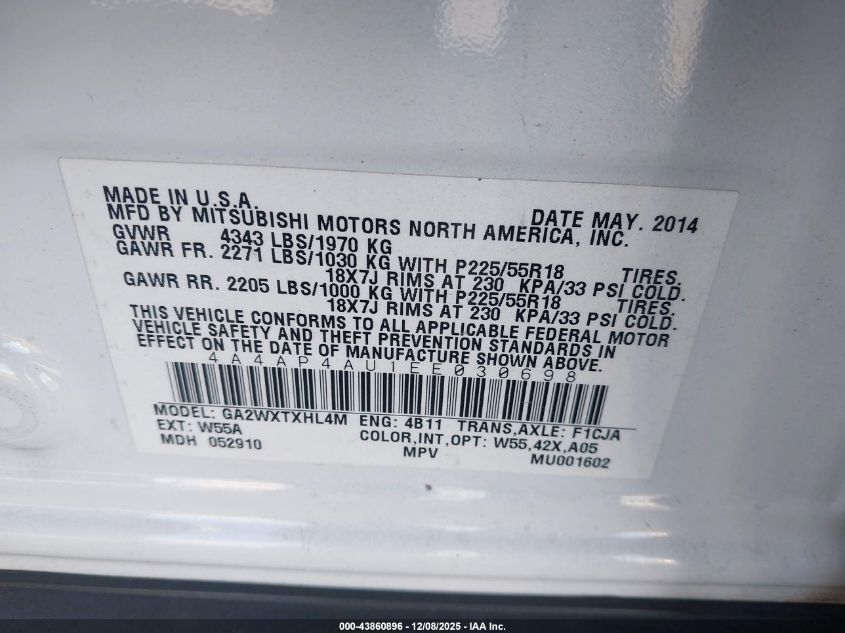 MADE IN U.S.A. DATE MAY. 2014
MFD BY MITSUBISHI MOTORS NORTH AMERICA, INC.
GVWR 4343 LBS/1970 KG
GAWR FR. 2271 LBS/1030 KG WITH P225/55R18 TIRES,
18X7J RIMS AT 230 KPA/33 PSI COLD.
GAWR RR. 2205 LBS/1000 KG WITH P225/55R18 TIRES,
18X7J RIMS AT 230 KPA/33 PSI COLD.
THIS VEHICLE CONFORMS TO ALL APPLICABLE FEDERAL MOTOR
VEHICLE SAFETY AND THEFT PREVENTION STANDARDS IN
EFFECT ON THE DATE OF MANUFACTURE SHOWN ABOVE.
4A4AP4AU1EE030698
MODEL: GA2WXTXHL4M ENG: 4B11 TRANS,AXLE: F1CJA
EXT: W55A COLOR,INT,OPT: W55,42X,A05
MDH 052910 MPV MU001602
000-43860896 - 12/08/2025 - IAA Inc.